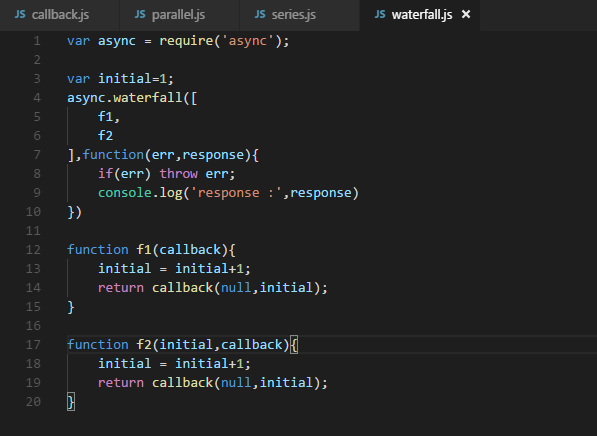 JS callback.js JS parallel.js JS series.js JS waterfall.js ×
1 var async = require('async');
2
3 var initial=1;
4 async.waterfall([
5     f1,
6     f2
7 ],function(err,response){
8     if(err) throw err;
9     console.log('response :',response)
10 })
11
12 function f1(callback){
13     initial = initial+1;
14     return callback(null,initial);
15 }
16
17 function f2(initial,callback){
18     initial = initial+1;
19     return callback(null,initial);
20 }